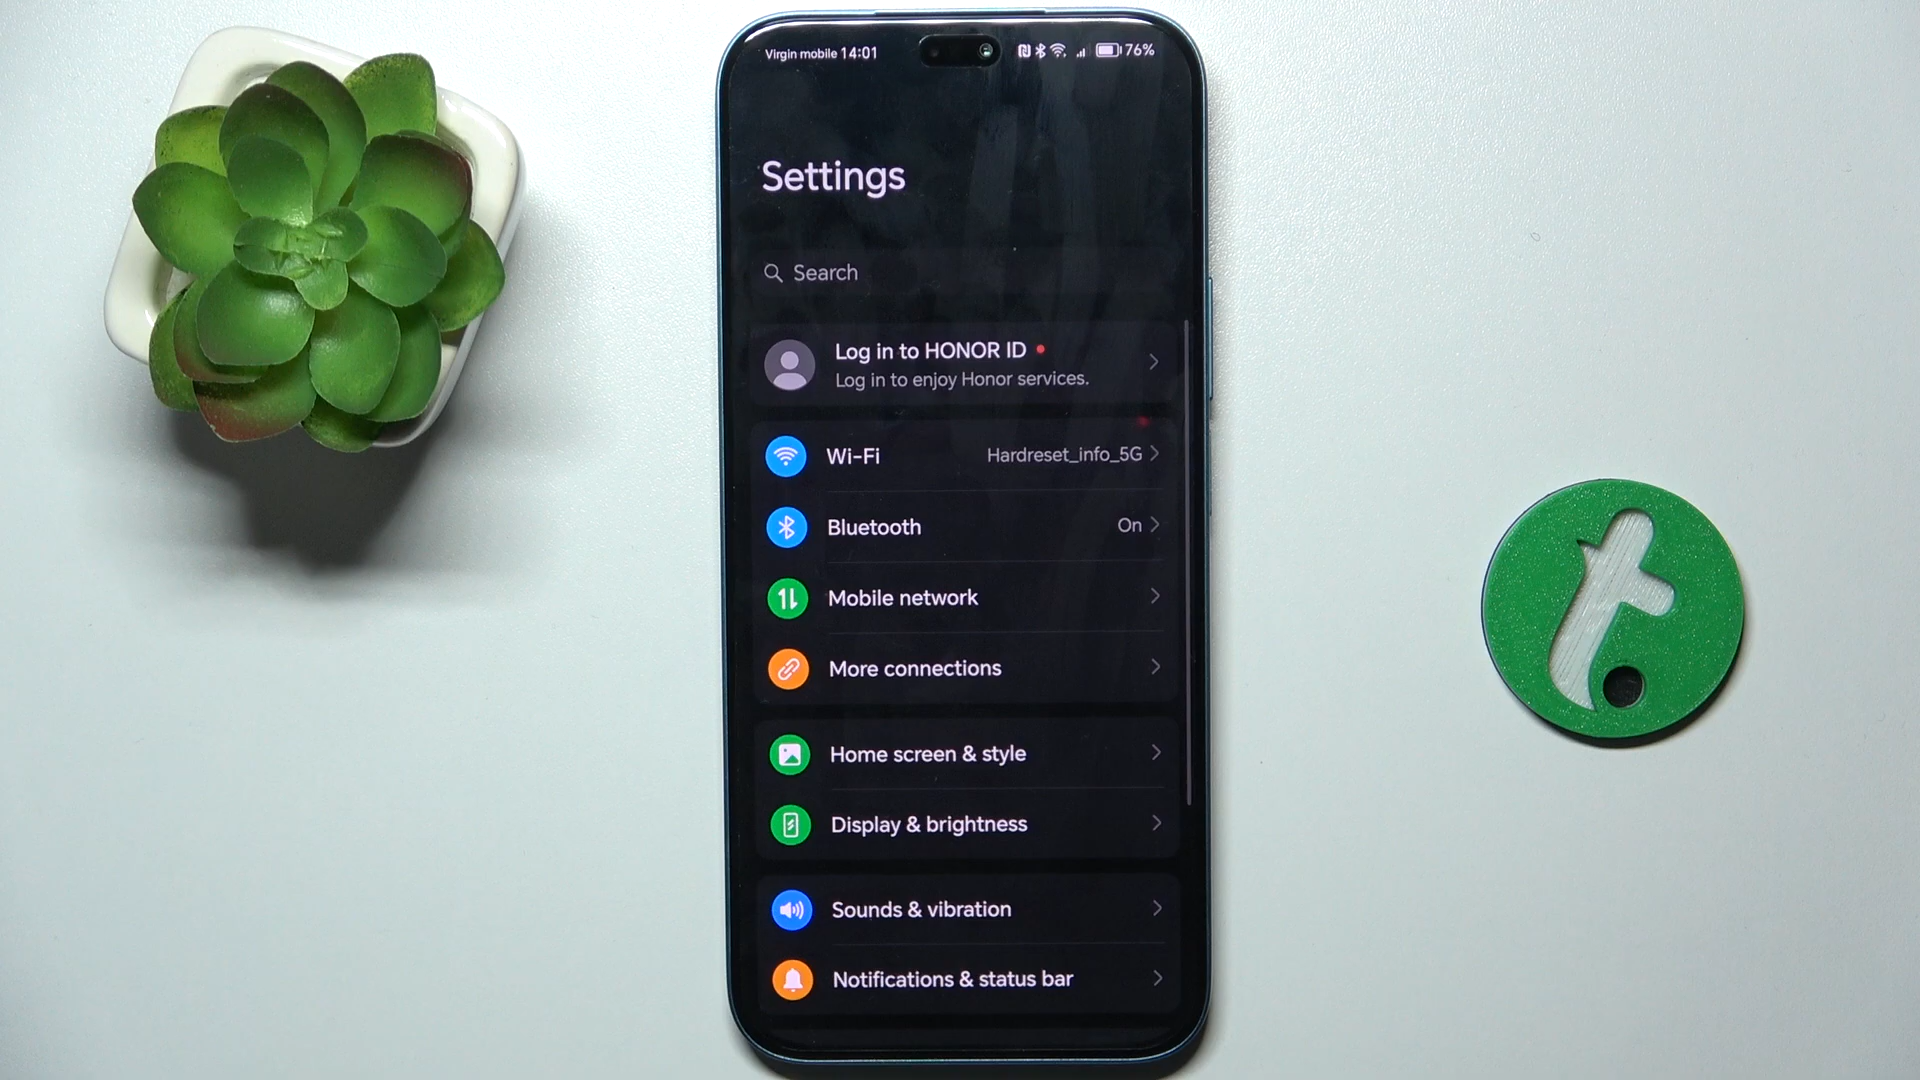 Virgin mobile 14:01
76%
Settings
Search
Log in to HONOR ID
Log in to enjoy Honor services.
Wi-Fi
Hardreset_info_5G
Bluetooth
On
Mobile network
More connections
Home screen & style
Display & brightness
Sounds & vibration
Notifications & status bar